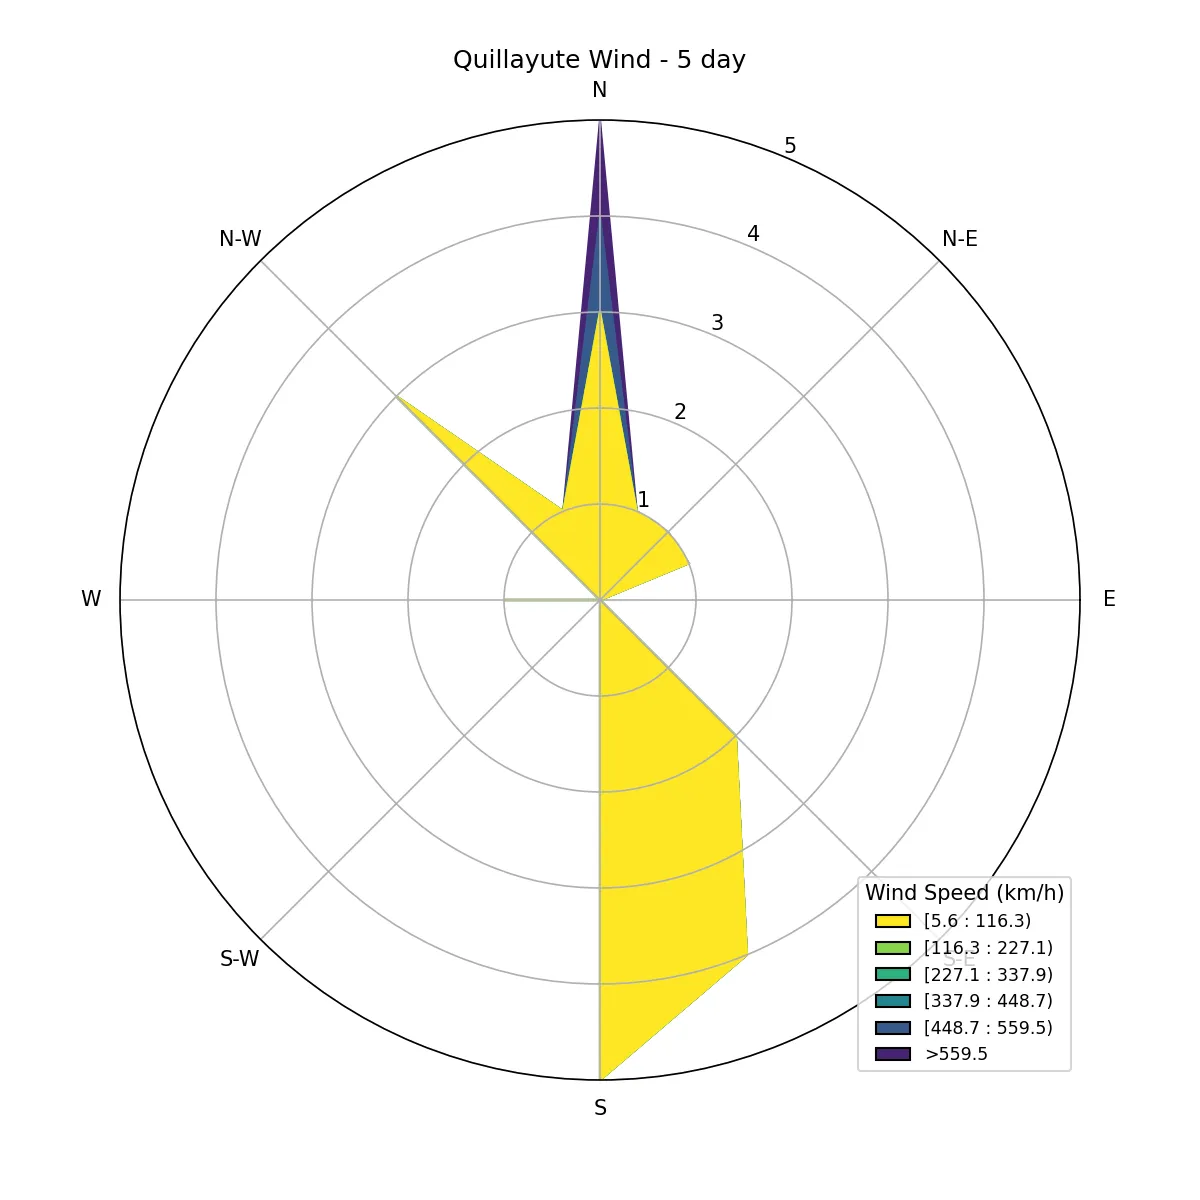 Quillayute Wind - 5 day
N
5
N-W
N-E
4
3
2
1
W
E
Wind Speed (km/h)
[5.6 : 116.3)
[116.3 : 227.1)
S-W
S-E
[227.1 : 337.9)
[337.9 : 448.7)
[448.7 : 559.5)
>559.5
S